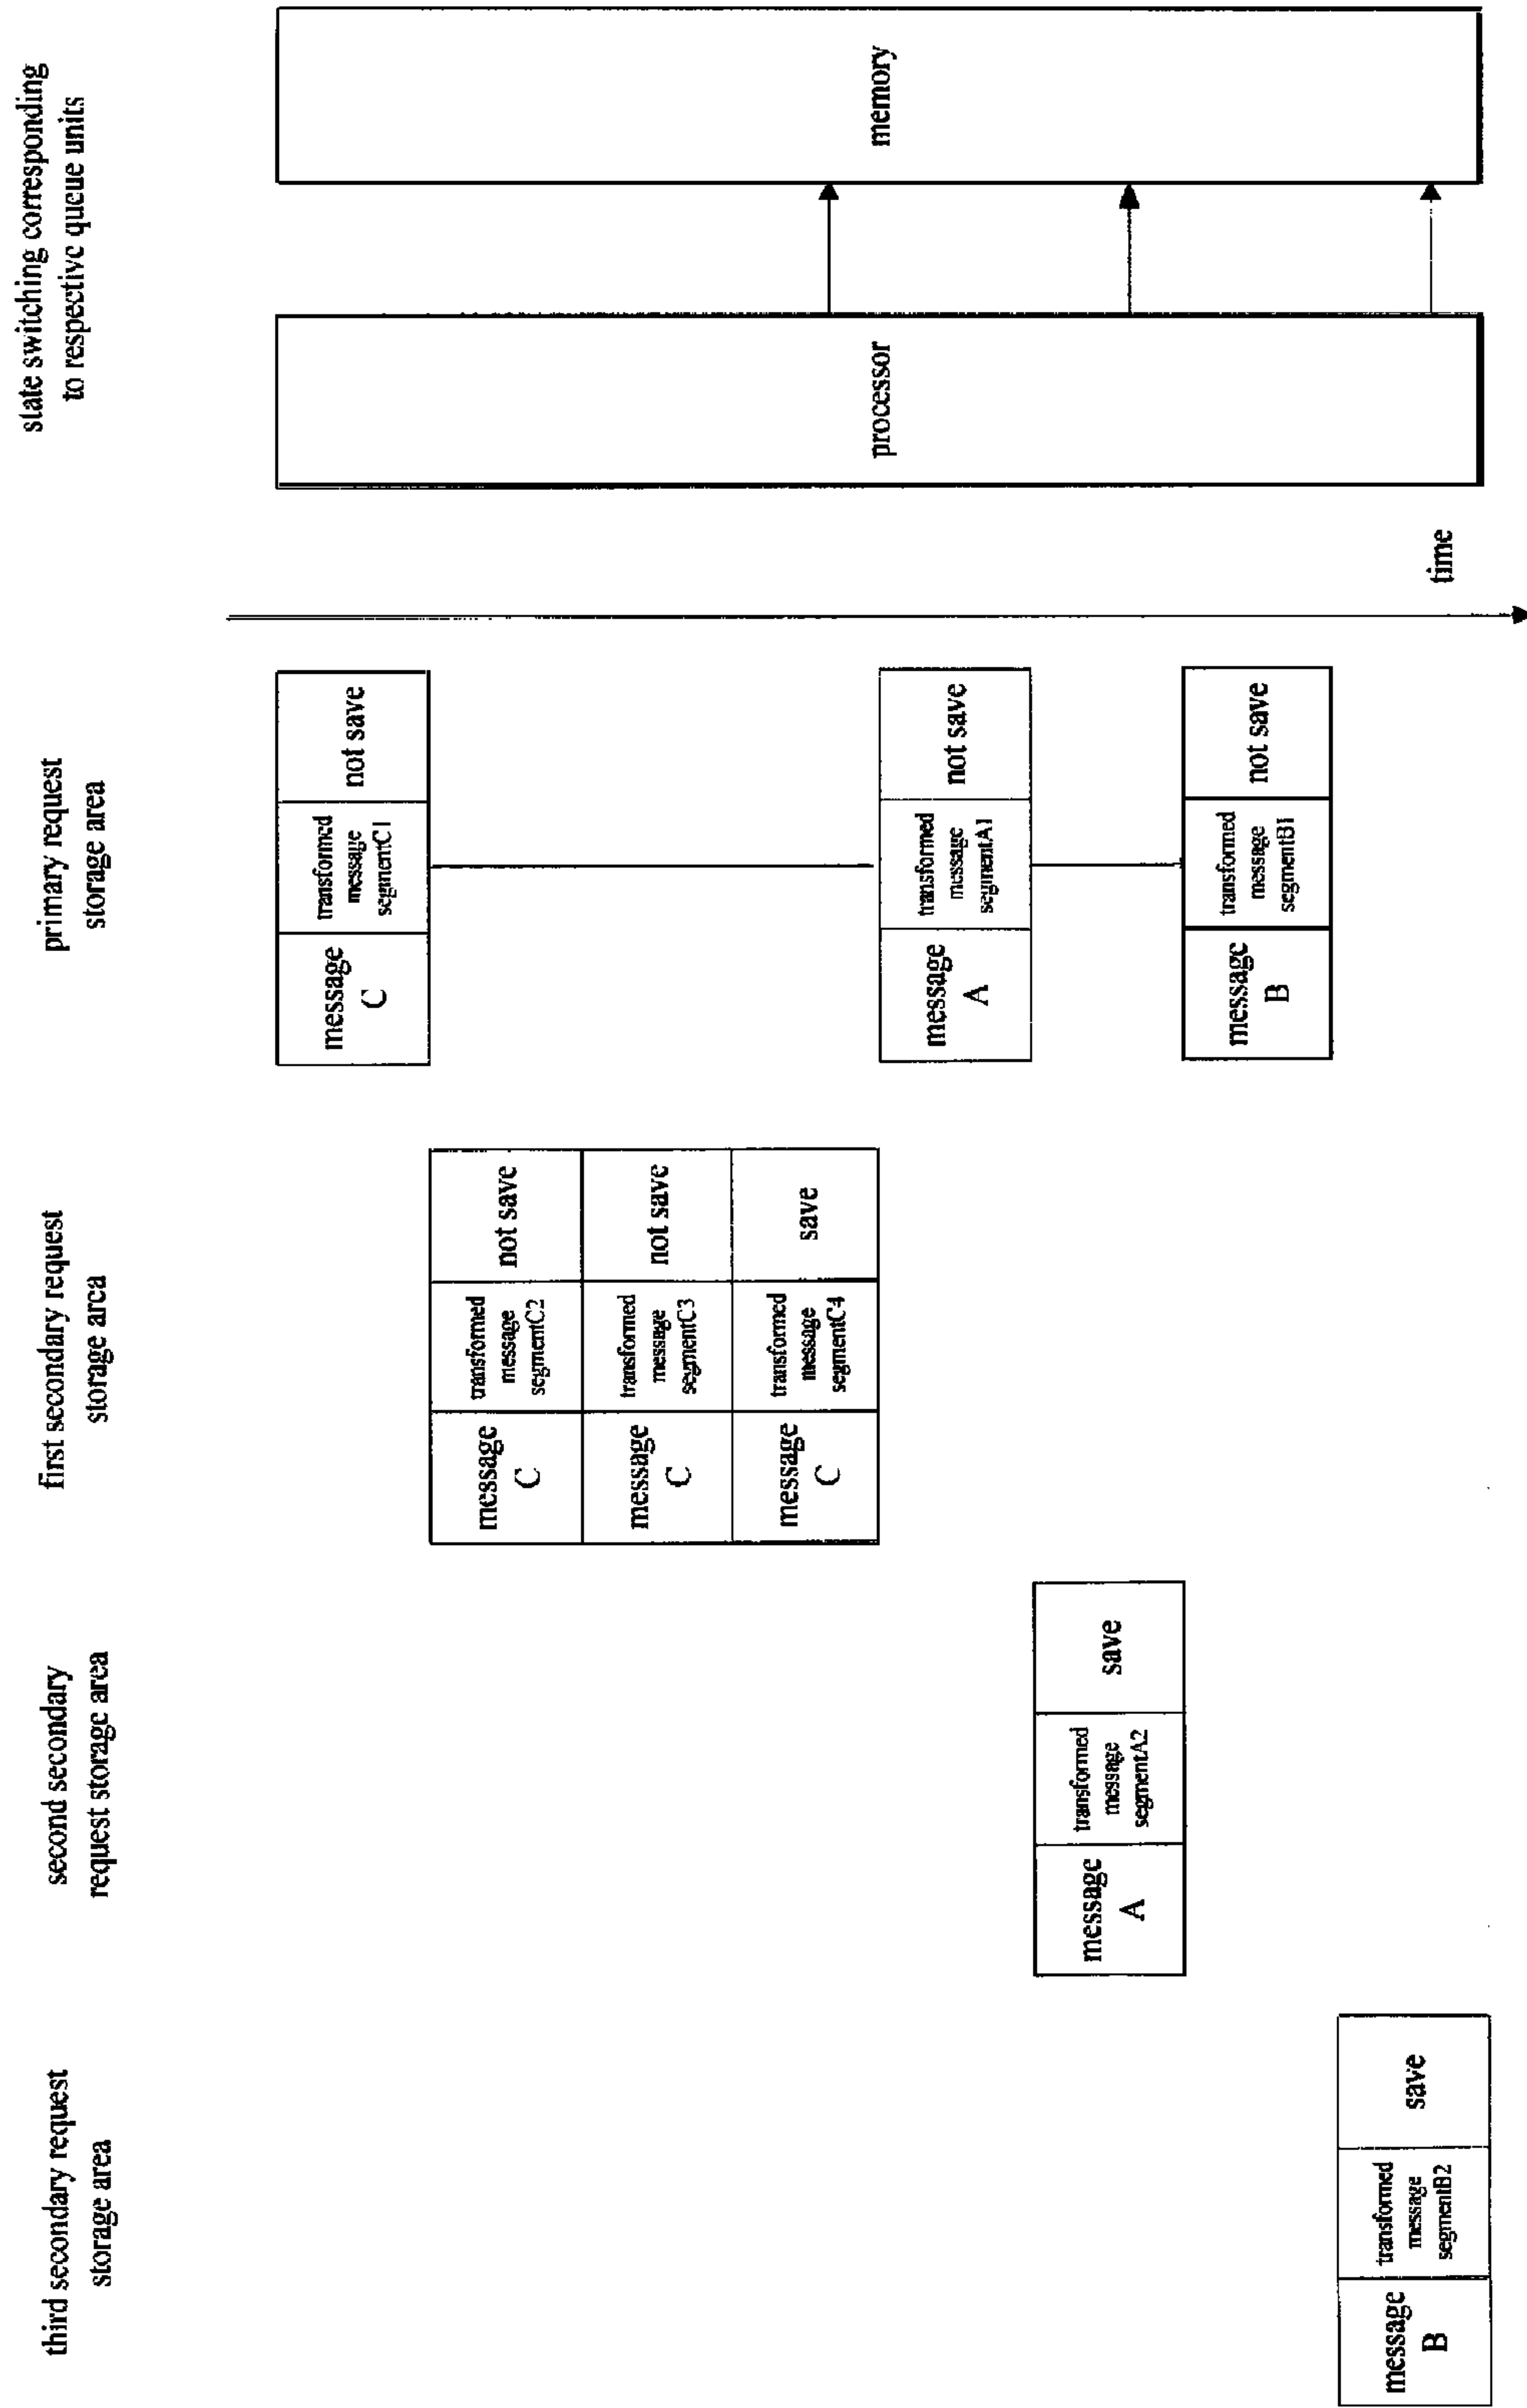 third secondary request
storage area
second secondary
request storage area
first secondary request
storage area
primary request
storage area
state switching corresponding
to respective queue units
message
C
transformed
message
segmentC1
not save
message
C
transformed
message
segmentC2
not save
message
C
transformed
message
segmentC3
not save
message
C
transformed
message
segmentC4
save
message
A
transformed
message
segmentA1
not save
message
A
transformed
message
segmentA2
save
message
B
transformed
message
segmentB1
not save
message
B
transformed
message
segmentB2
save
time
processor
memory